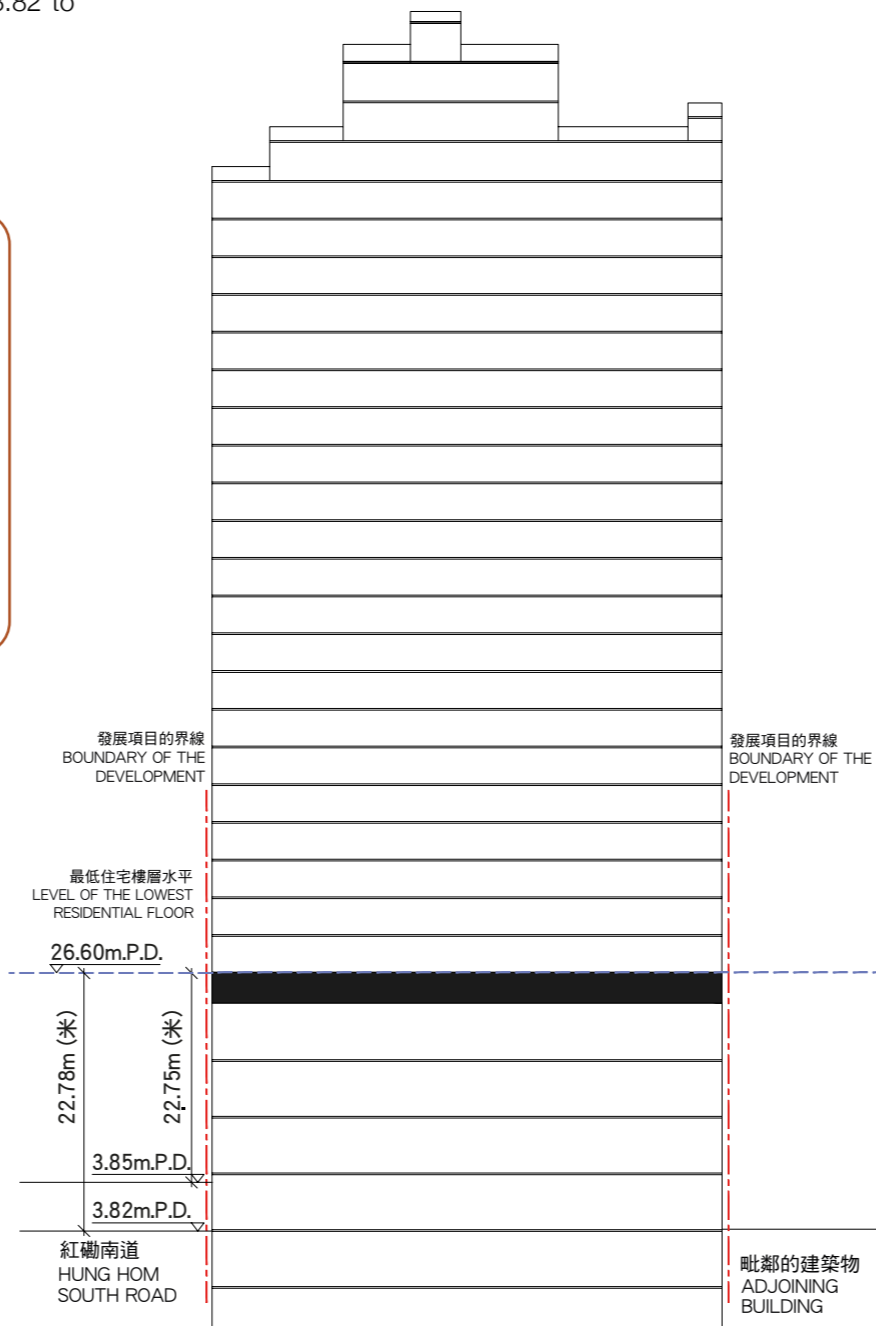 3.82 to
發展項目的界線
BOUNDARY OF THE
DEVELOPMENT
發展項目的界線
BOUNDARY OF THE
DEVELOPMENT
最低住宅樓層水平
LEVEL OF THE LOWEST
RESIDENTIAL FLOOR
26.60m.P.D.
22.78m (米)
22.75m (米)
3.85m.P.D.
3.82m.P.D.
紅磡南道
HUNG HOM
SOUTH ROAD
毗鄰的建築物
ADJOINING
BUILDING